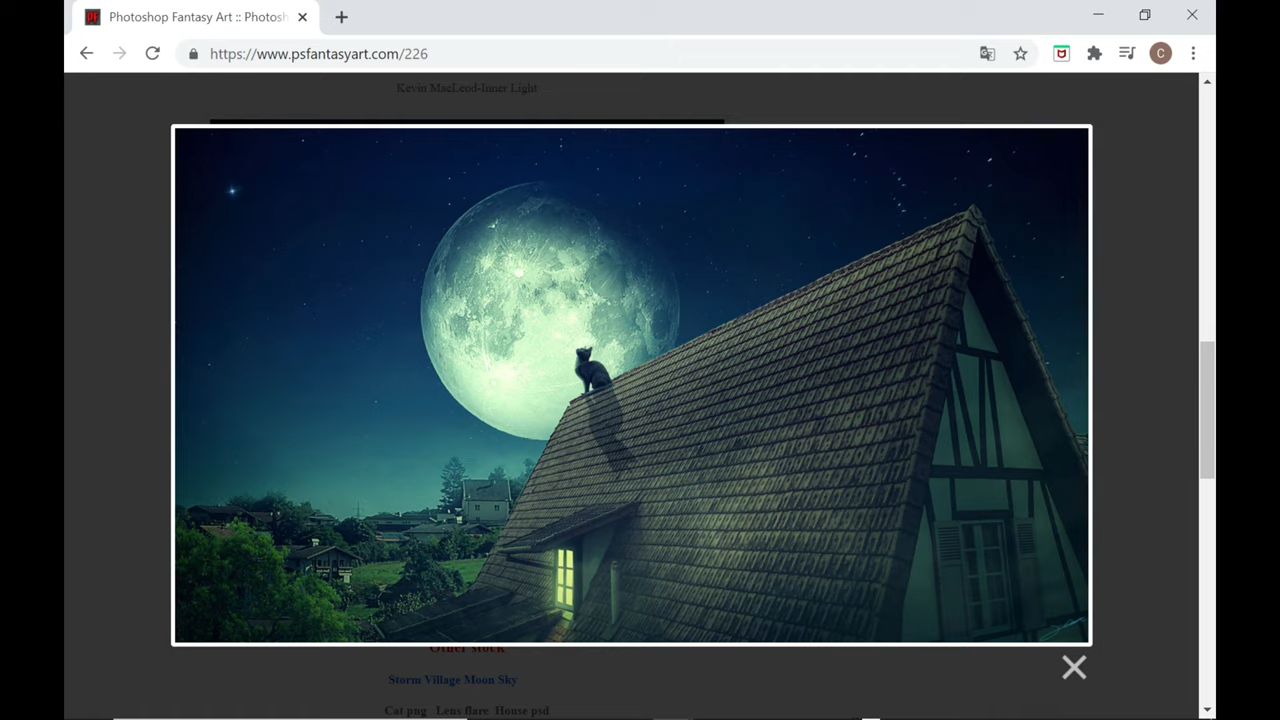 Photoshop Fantasy Art :: Photosh
https://www.psfantasyart.com/226
C
Kevin MacLeod-Inner Light
Other stock
Storm Village Moon Sky
Cat png Lens flare House psd